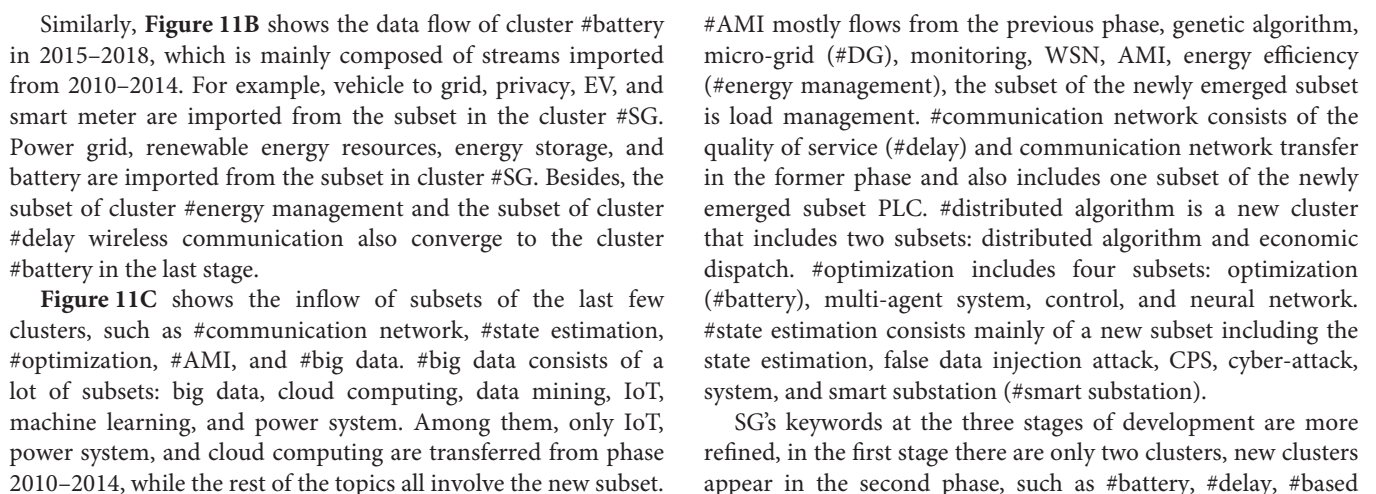 Similarly, Figure 11B shows the data flow of cluster #battery
in 2015–2018, which is mainly composed of streams imported
from 2010–2014. For example, vehicle to grid, privacy, EV, and
smart meter are imported from the subset in the cluster #SG.
Power grid, renewable energy resources, energy storage, and
battery are imported from the subset in cluster #SG. Besides, the
subset of cluster #energy management and the subset of cluster
#delay wireless communication also converge to the cluster
#battery in the last stage.
Figure 11C shows the inflow of subsets of the last few
clusters, such as #communication network, #state estimation,
#optimization, #AMI, and #big data. #big data consists of a
lot of subsets: big data, cloud computing, data mining, IoT,
machine learning, and power system. Among them, only IoT,
power system, and cloud computing are transferred from phase
2010–2014, while the rest of the topics all involve the new subset.
#AMI mostly flows from the previous phase, genetic algorithm,
micro-grid (#DG), monitoring, WSN, AMI, energy efficiency
(#energy management), the subset of the newly emerged subset
is load management. #communication network consists of the
quality of service (#delay) and communication network transfer
in the former phase and also includes one subset of the newly
emerged subset PLC. #distributed algorithm is a new cluster
that includes two subsets: distributed algorithm and economic
dispatch. #optimization includes four subsets: optimization
(#battery), multi-agent system, control, and neural network.
#state estimation consists mainly of a new subset including the
state estimation, false data injection attack, CPS, cyber-attack,
system, and smart substation (#smart substation).
SG's keywords at the three stages of development are more
refined, in the first stage there are only two clusters, new clusters
appear in the second phase, such as #battery, #delay, #based